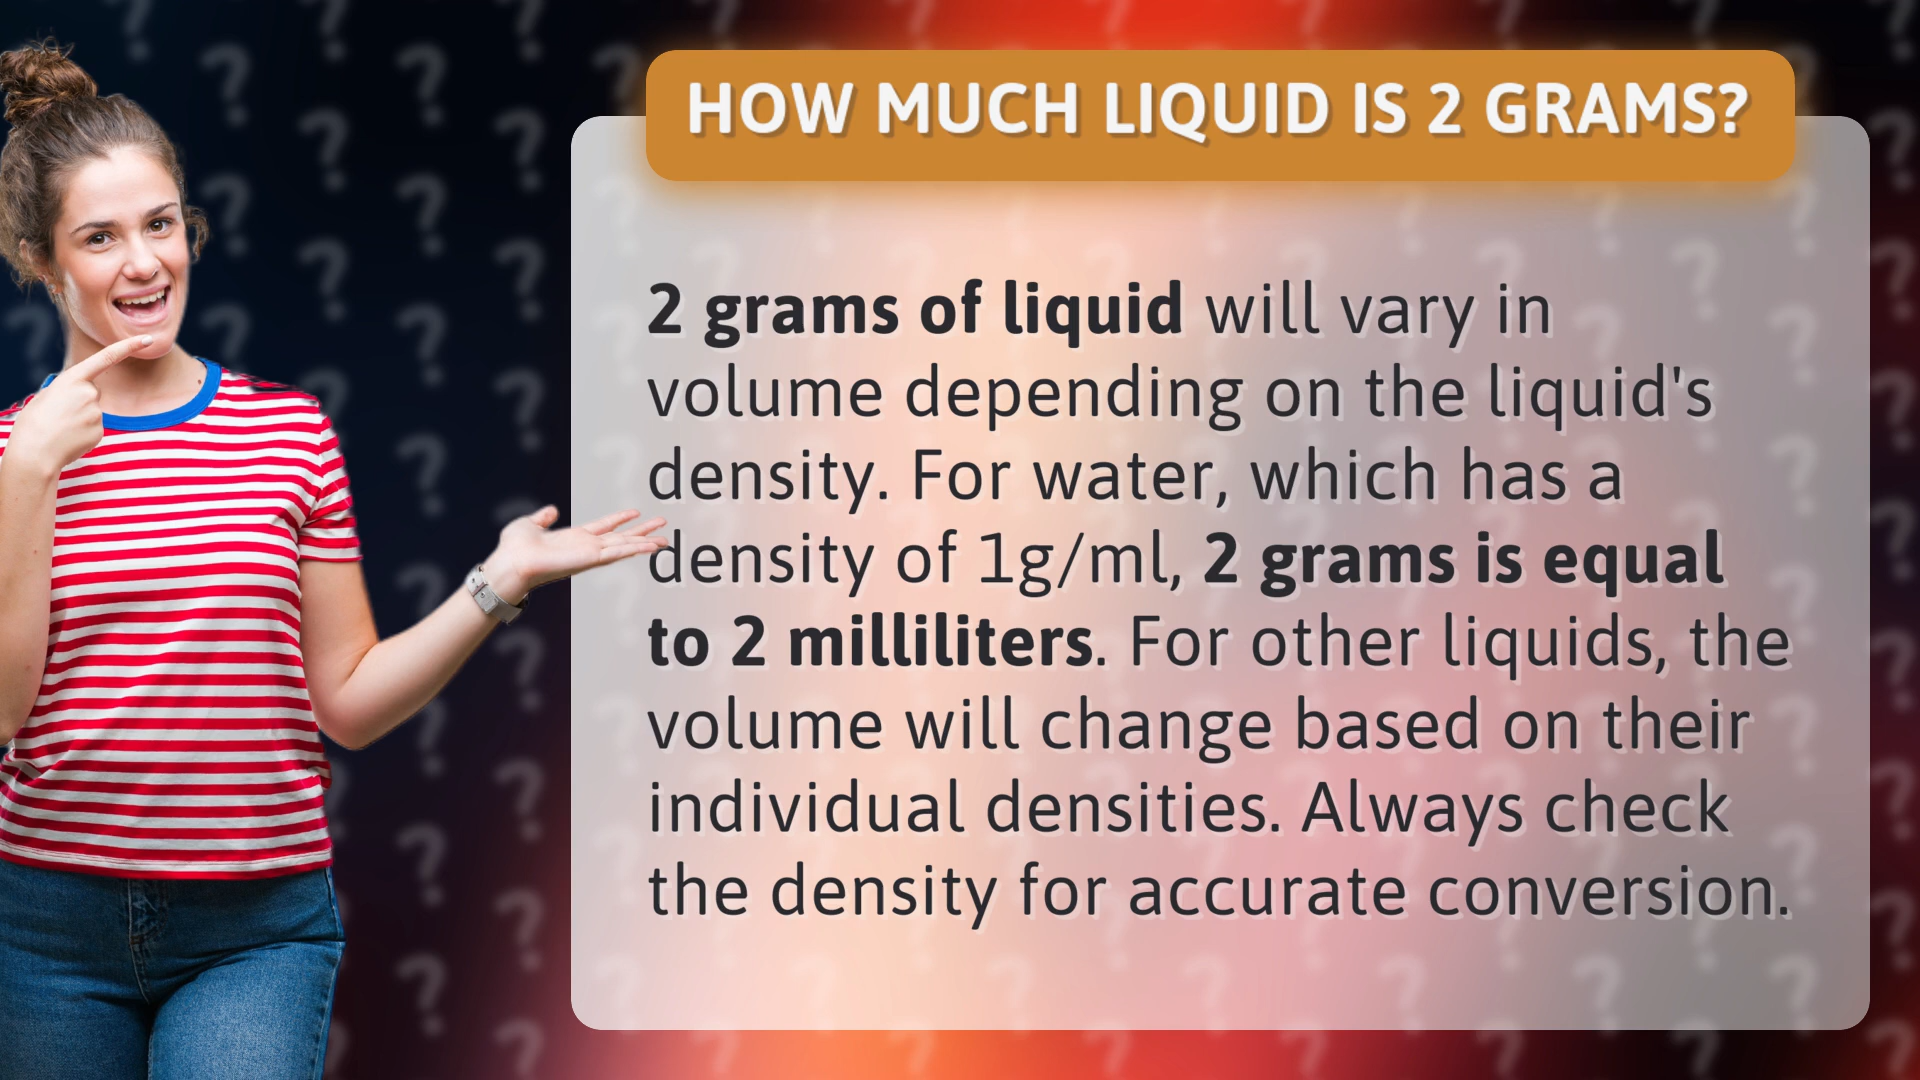 HOW MUCH LIQUID IS 2 GRAMS?
2 grams of liquid will vary in
volume depending on the liquid's
density. For water, which has a
density of 1g/ml, 2 grams is equal
to 2 milliliters. For other liquids, the
volume will change based on their
individual densities. Always check
the density for accurate conversion.